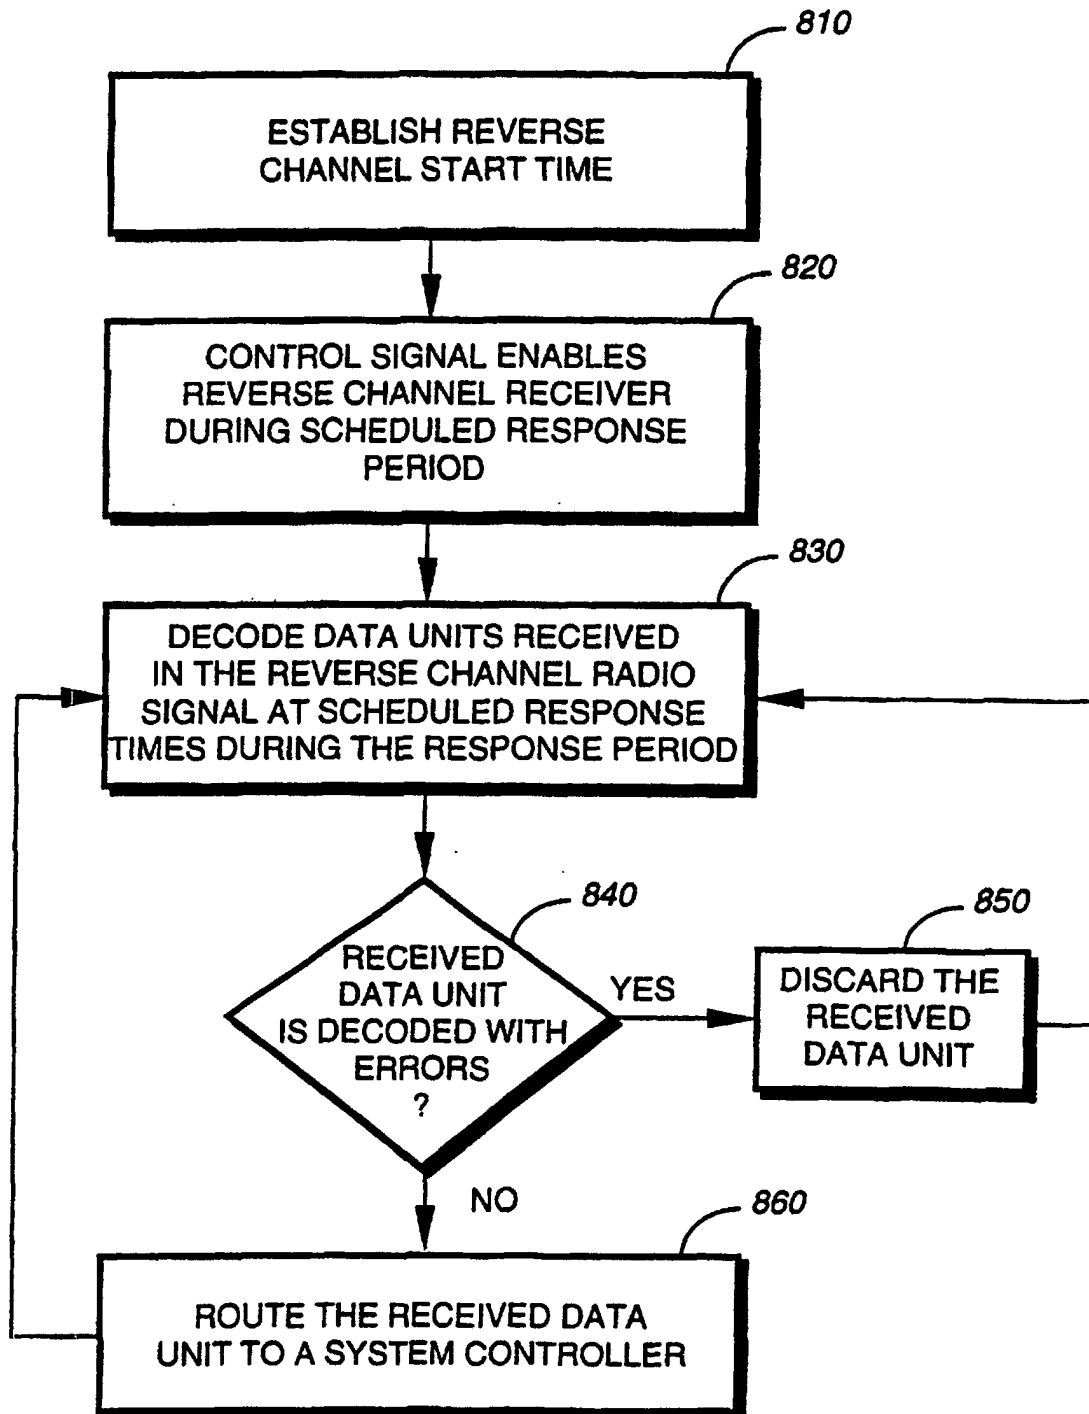 810
ESTABLISH REVERSE
CHANNEL START TIME
820
CONTROL SIGNAL ENABLES
REVERSE CHANNEL RECEIVER
DURING SCHEDULED RESPONSE
PERIOD
830
DECODE DATA UNITS RECEIVED
IN THE REVERSE CHANNEL RADIO
SIGNAL AT SCHEDULED RESPONSE
TIMES DURING THE RESPONSE PERIOD
840
RECEIVED
DATA UNIT
IS DECODED WITH
ERRORS
?
YES
850
DISCARD THE
RECEIVED
DATA UNIT
NO
860
ROUTE THE RECEIVED DATA
UNIT TO A SYSTEM CONTROLLER